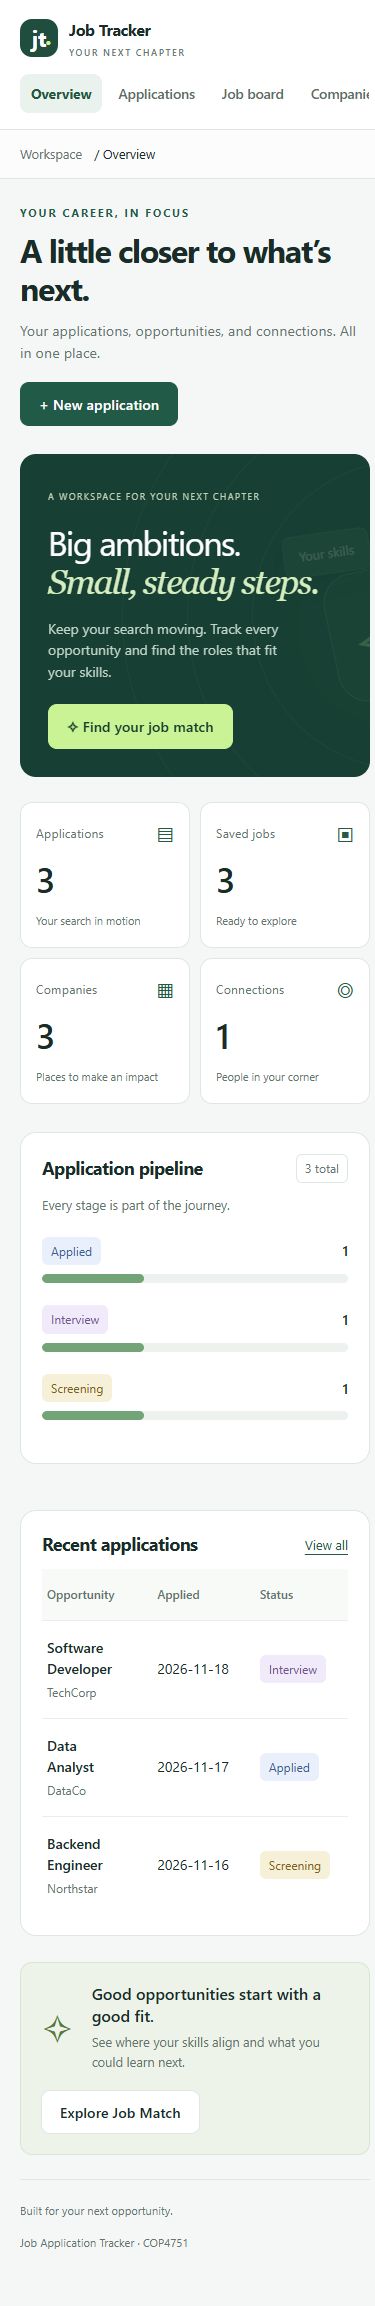 jt.
Job Tracker
YOUR NEXT CHAPTER
Overview Applications Job board Companie
Workspace / Overview
YOUR CAREER, IN FOCUS
A little closer to what’s
next.
Your applications, opportunities, and connections. All
in one place.
+ New application
A WORKSPACE FOR YOUR NEXT CHAPTER
Big ambitions.
Your skills
Small, steady steps.
Keep your search moving. Track every
opportunity and find the roles that fit
your skills.
✧ Find your job match
Applications
3
Your search in motion
Saved jobs
3
Ready to explore
Companies
3
Places to make an impact
Connections
1
People in your corner
Application pipeline
3 total
Every stage is part of the journey.
Applied 1
Interview 1
Screening 1
Recent applications
View all
Opportunity Applied Status
Software
Developer
TechCorp
2026-11-18
Interview
Data
Analyst
DataCo
2026-11-17
Applied
Backend
Engineer
Northstar
2026-11-16
Screening
Good opportunities start with a
good fit.
See where your skills align and what you
could learn next.
Explore Job Match
Built for your next opportunity.
Job Application Tracker · COP4751